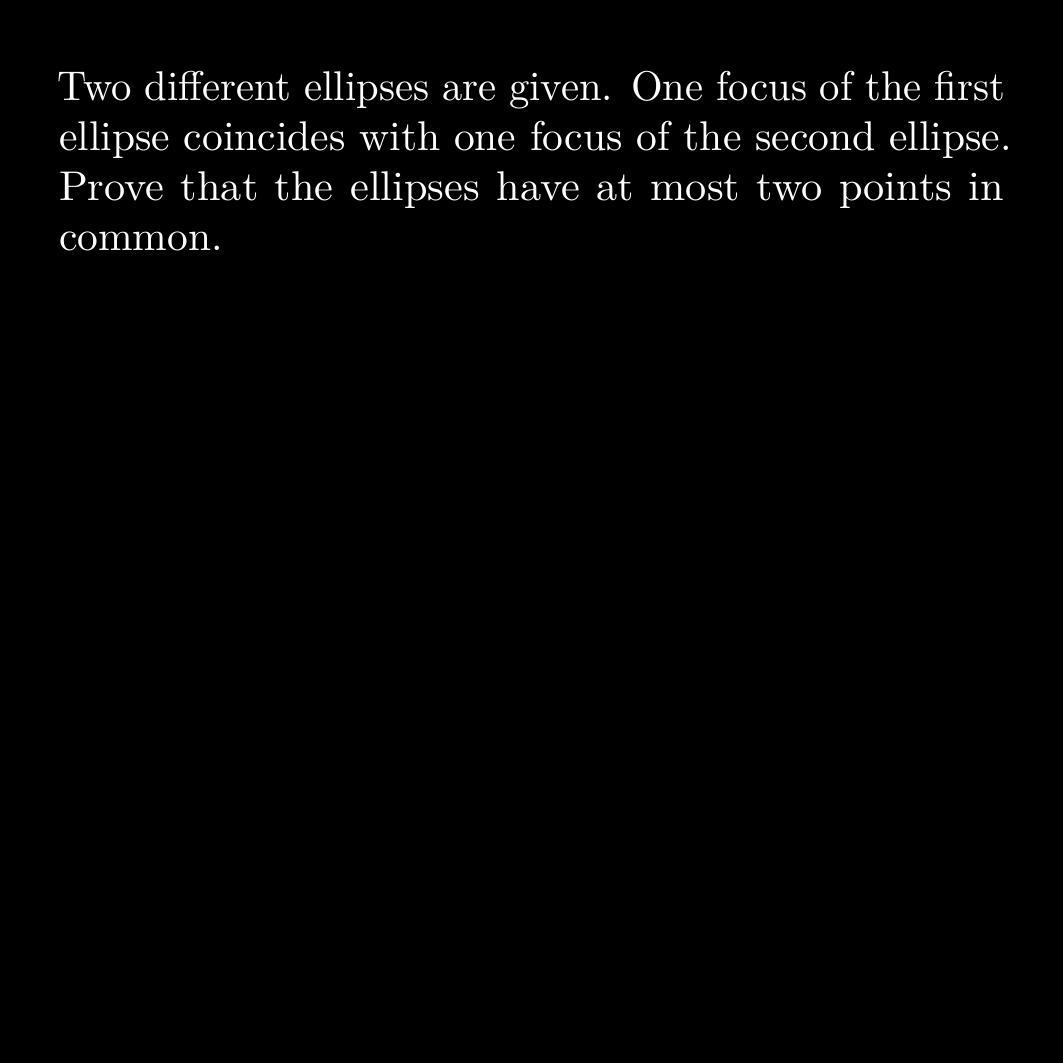 Two different ellipses are given. One focus of the first
ellipse coincides with one focus of the second ellipse.
Prove that the ellipses have at most two points in
common.